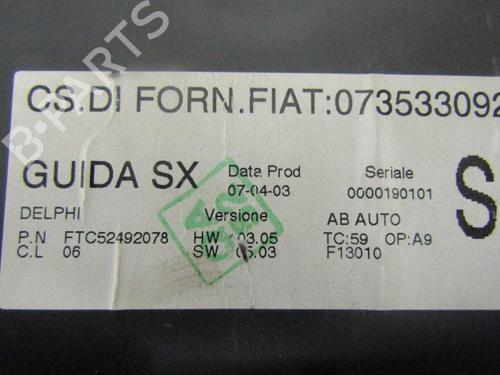 B-PARTS
CS.DI FORN.FIAT:073533092
GUIDA SX
Data Prod
07-04-03
Seriale
0000190101
S
DELPHI
Versione
AB AUTO
P.N FTC52492078
HW 03.05
TC:59 OP:A9
C.L 06
SW 05.03
F13010